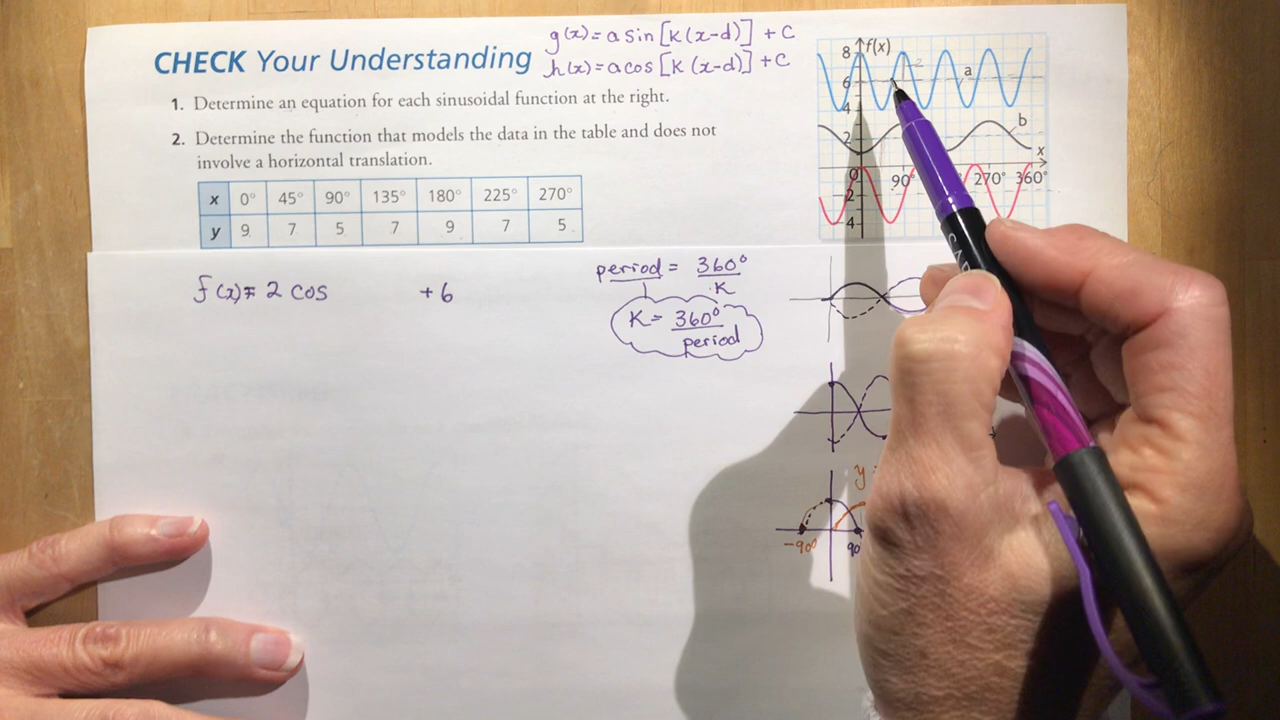 g(x)= a sin [k(x-d)] + C
CHECK Your Understanding
h(x)= a cos [k (x-d)] + C
1. Determine an equation for each sinusoidal function at the right.
2. Determine the function that models the data in the table and does not
involve a horizontal translation.
x 0° 45° 90° 135° 180° 225° 270°
y 9 7 5 7 9 7 5
8 f(x)
6 a
4
2 b
x
0 90° 270° 360°
-2
-4
f(x)= 2 cos +6
period = 360°
K
K = 360°
period
y
-90° 90